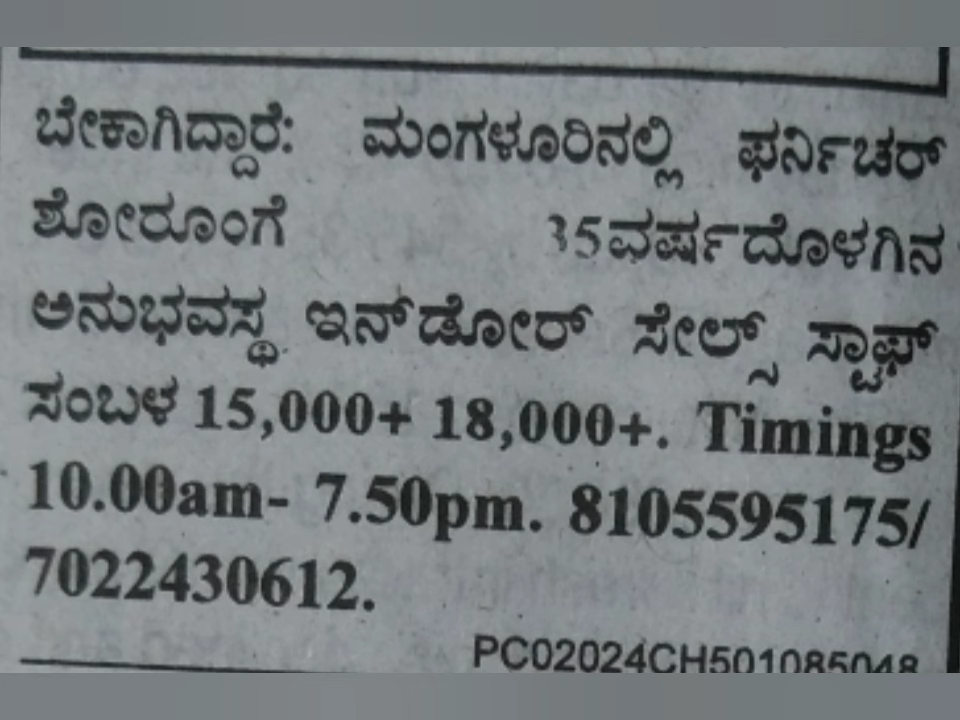 ಬೇಕಾಗಿದ್ದಾರೆ: ಮಂಗಳೂರಿನಲ್ಲಿ ಫರ್ನಿಚರ್
ಶೋರೂಂಗೆ 35ವರ್ಷದೊಳಗಿನ
ಅನುಭವಸ್ಥ ಇನ್‌ಡೋರ್ ಸೇಲ್ಸ್ ಸ್ಟಾಫ್
ಸಂಬಳ 15,000+ 18,000+. Timings
10.00am- 7.50pm. 8105595175/
7022430612.
PC02024CH501085048